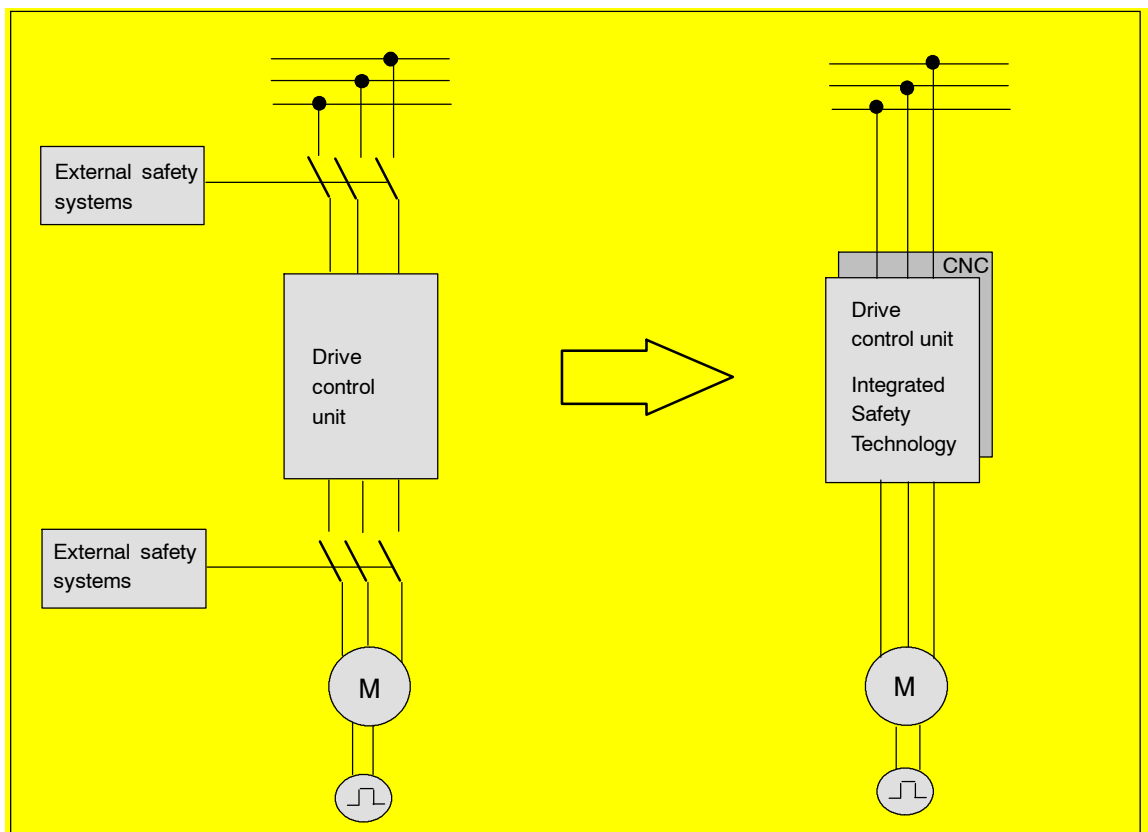 External safety
systems
Drive
control
unit
External safety
systems
M
CNC
Drive
control unit
Integrated
Safety
Technology
M